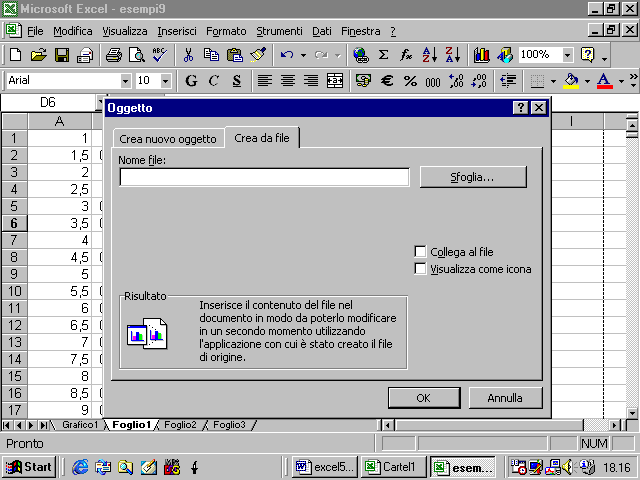 Microsoft Excel - esempi9
File Modifica Visualizza Inserisci Formato Strumenti Dati Finestra ?
100%
Arial 10 G C S € % 000
D6
Oggetto
A I
Crea nuovo oggetto Crea da file
Nome file:
Sfoglia...
Collega al file
Visualizza come icona
Risultato
Inserisce il contenuto del file nel
documento in modo da poterlo modificare
in un secondo momento utilizzando
l'applicazione con cui è stato creato il file
di origine.
OK Annulla
1 1
2 1,5
3 2
4 2,5
5 3
6 3,5
7 4
8 4,5
9 5
10 5,5
11 6
12 6,5
13 7
14 7,5
15 8
16 8,5
17 9
Grafico1 Foglio1 Foglio2 Foglio3
Pronto NUM
Start excel5... Cartel1 esem... 18.16